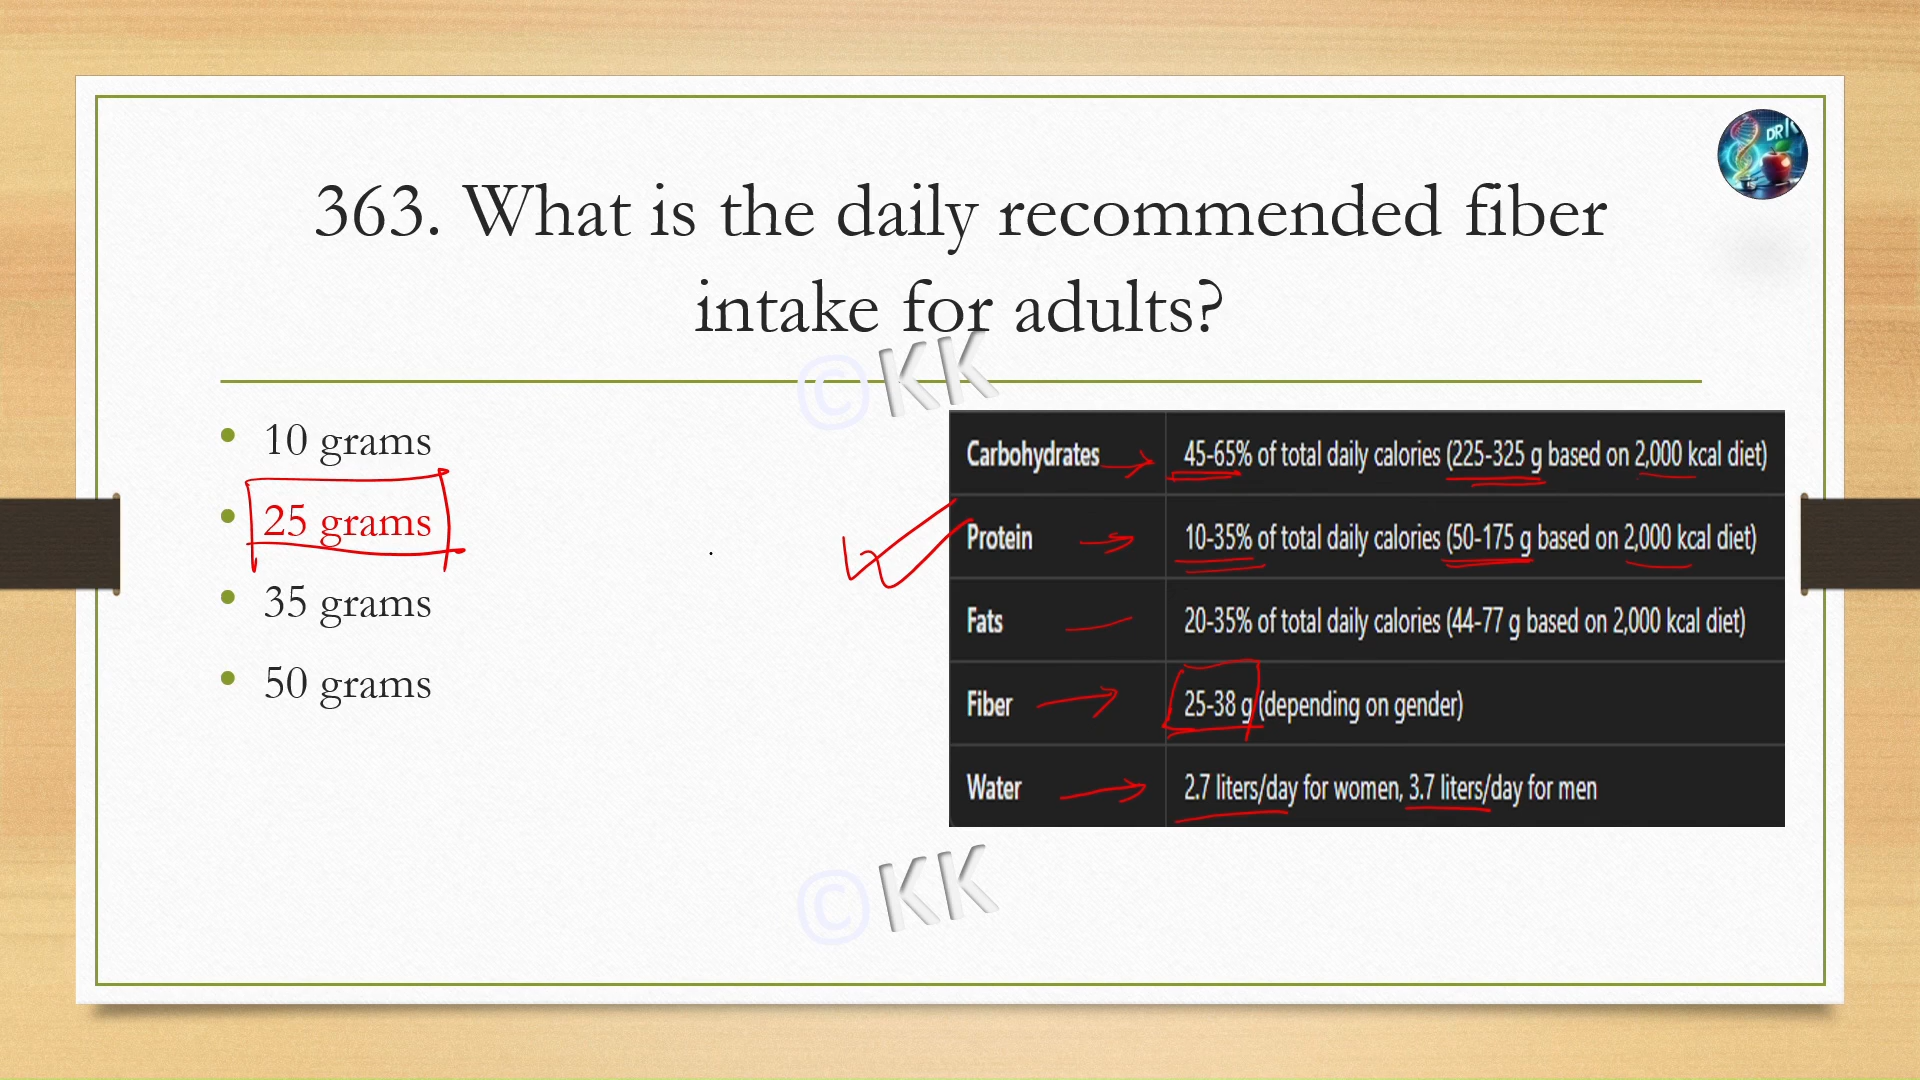 363. What is the daily recommended fiber
intake for adults?
©KK
10 grams
25 grams
35 grams
50 grams
Carbohydrates 45-65% of total daily calories (225-325 g based on 2,000 kcal diet)
Protein 10-35% of total daily calories (50-175 g based on 2,000 kcal diet)
Fats 20-35% of total daily calories (44-77 g based on 2,000 kcal diet)
Fiber 25-38 g (depending on gender)
Water 2.7 liters/day for women, 3.7 liters/day for men
©KK